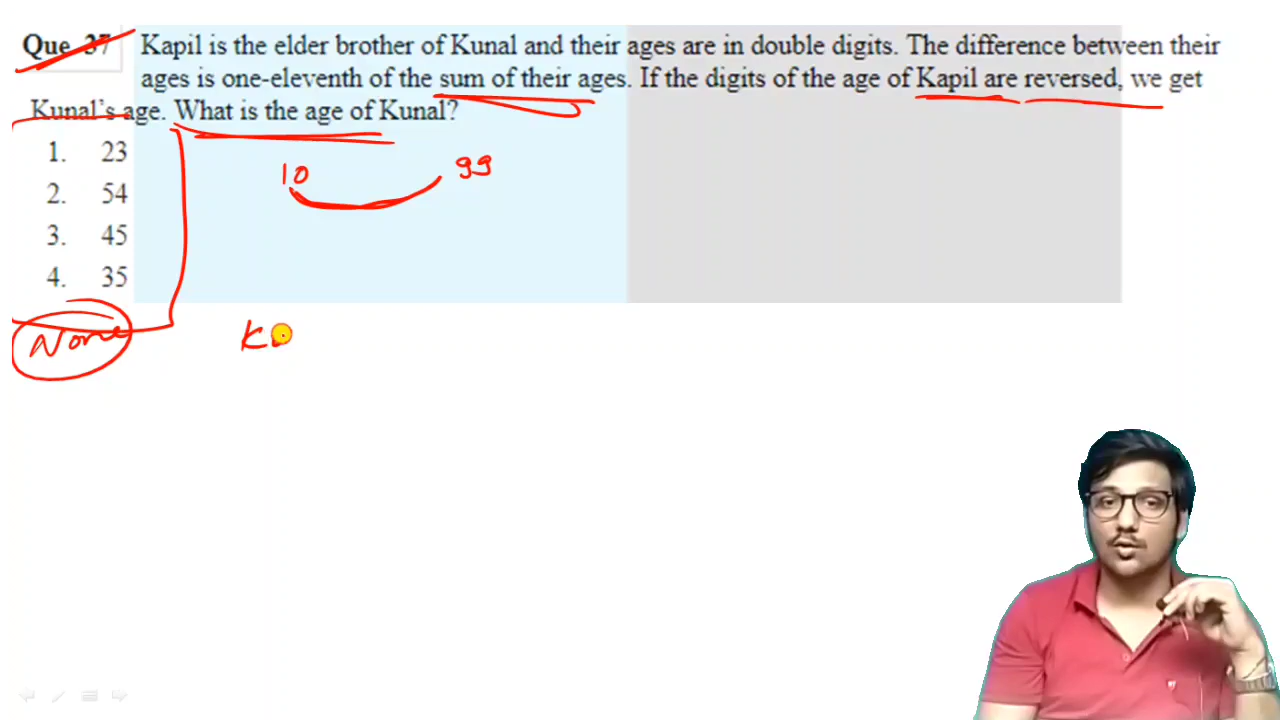 Que 37 Kapil is the elder brother of Kunal and their ages are in double digits. The difference between their
ages is one-eleventh of the sum of their ages. If the digits of the age of Kapil are reversed, we get
Kunal's age. What is the age of Kunal?
1. 23
2. 54
3. 45
4. 35
10 99
None